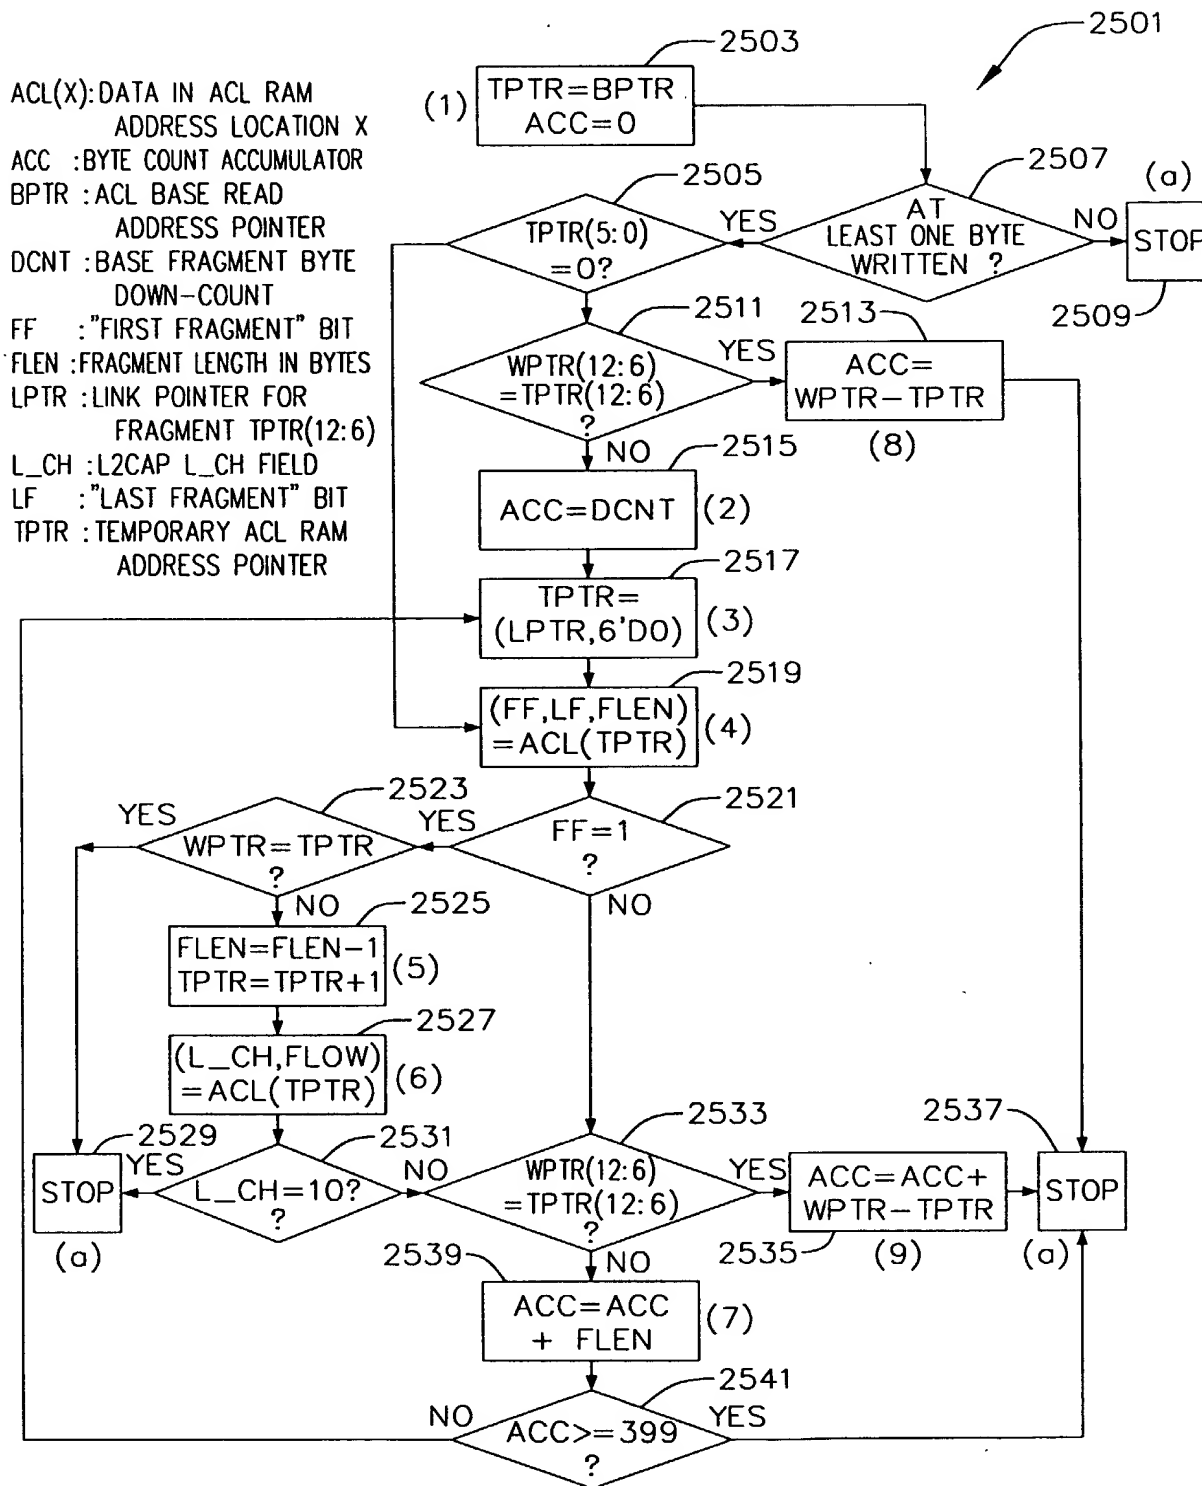 2501
2503
(1)
TPTR=BPTR
ACC=0
ACL(X):DATA IN ACL RAM
ADDRESS LOCATION X
ACC :BYTE COUNT ACCUMULATOR
BPTR :ACL BASE READ
ADDRESS POINTER
DCNT :BASE FRAGMENT BYTE
DOWN-COUNT
FF :"FIRST FRAGMENT" BIT
FLEN :FRAGMENT LENGTH IN BYTES
LPTR :LINK POINTER FOR
FRAGMENT TPTR(12:6)
L_CH :L2CAP L_CH FIELD
LF :"LAST FRAGMENT" BIT
TPTR :TEMPORARY ACL RAM
ADDRESS POINTER
2507
AT
LEAST ONE BYTE
WRITTEN ?
NO
(a)
STOP
2509
YES
2505
TPTR(5:0)
=0?
2511
WPTR(12:6)
=TPTR(12:6)
?
YES
2513
ACC=
WPTR-TPTR
(8)
NO
2515
ACC=DCNT
(2)
2517
TPTR=
(LPTR,6'D0)
(3)
2519
(FF,LF,FLEN)
=ACL(TPTR)
(4)
2521
FF=1
?
YES
NO
2523
WPTR=TPTR
?
YES
NO
2525
FLEN=FLEN-1
TPTR=TPTR+1
(5)
2527
(L_CH,FLOW)
=ACL(TPTR)
(6)
2529
STOP
(a)
YES
2531
L_CH=10?
?
NO
2533
WPTR(12:6)
=TPTR(12:6)
?
YES
ACC=ACC+
WPTR-TPTR
2535
(9)
2537
STOP
(a)
NO
2539
ACC=ACC
+ FLEN
(7)
2541
NO
ACC>=399
?
YES